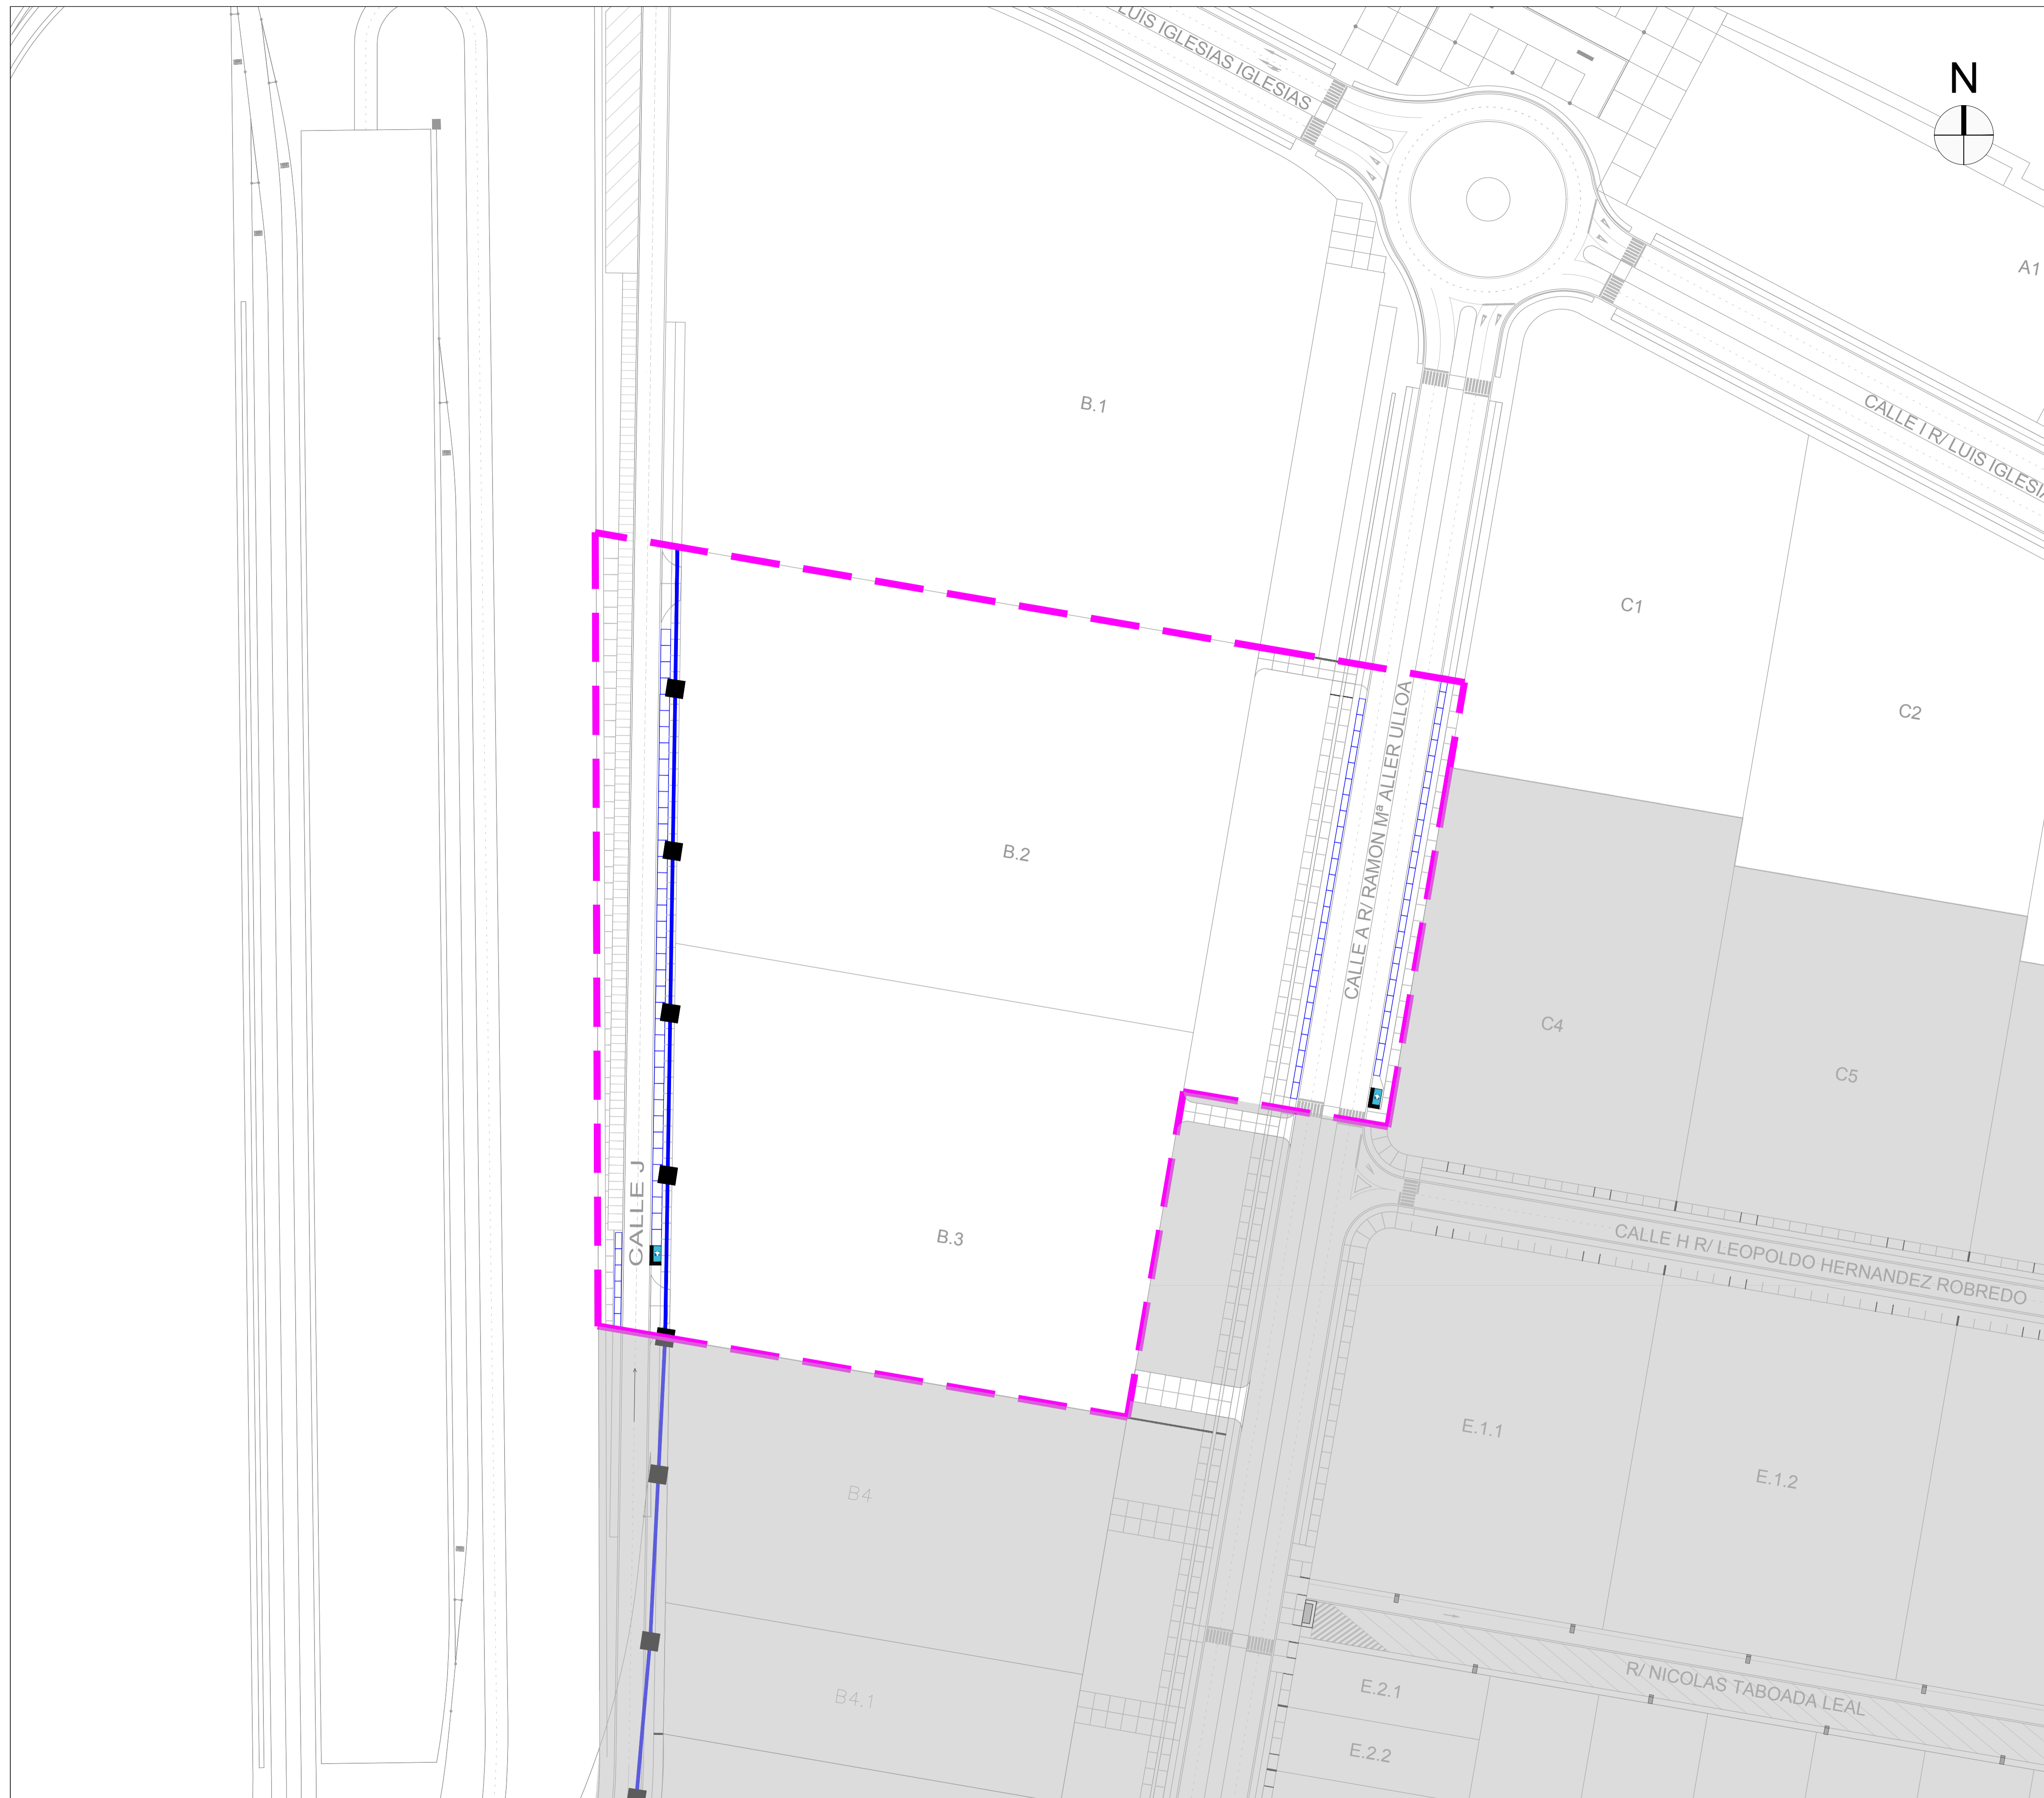 LUIS IGLESIAS IGLESIAS
N
A1
B.1
CALLE I R/ LUIS IGLESIA
C1
C2
CALLE A R/ RAMON Mª ALLER ULLOA
B.2
C4
C5
CALLE J
B.3
CALLE H R/ LEOPOLDO HERNANDEZ ROBREDO
E.1.1
E.1.2
B4
R/ NICOLAS TABOADA LEAL
E.2.1
B4.1
E.2.2